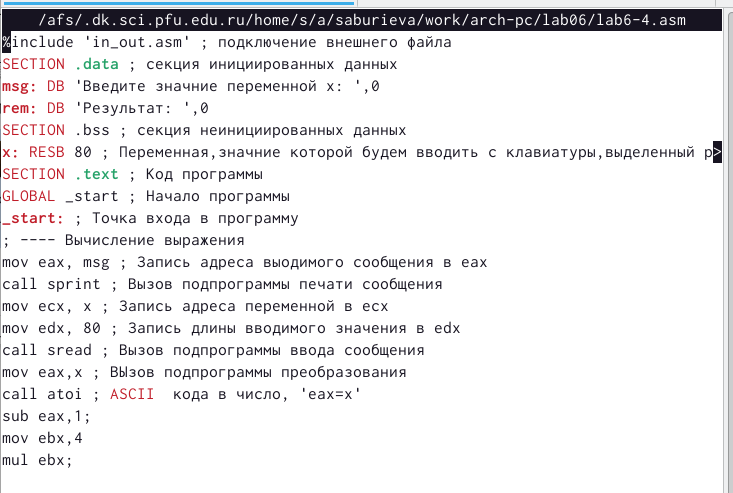 /afs/.dk.sci.pfu.edu.ru/home/s/a/saburieva/work/arch-pc/lab06/lab6-4.asm
%include 'in_out.asm' ; подключение внешнего файла
SECTION .data ; секция инициированных данных
msg: DB 'Введите значние переменной x: ',0
rem: DB 'Результат: ',0
SECTION .bss ; секция неинициированных данных
x: RESB 80 ; Переменная,значние которой будем вводить с клавиатуры,выделенный р>
SECTION .text ; Код программы
GLOBAL _start ; Начало программы
_start: ; Точка входа в программу
; ---- Вычисление выражения
mov eax, msg ; Запись адреса выодимого сообщения в eax
call sprint ; Вызов подпрограммы печати сообщения
mov ecx, x ; Запись адреса переменной в ecx
mov edx, 80 ; Запись длины вводимого значения в edx
call sread ; Вызов подпрограммы ввода сообщения
mov eax,x ; ВЫзов подпрограммы преобразования
call atoi ; ASCII  кода в число, 'eax=x'
sub eax,1;
mov ebx,4
mul ebx;